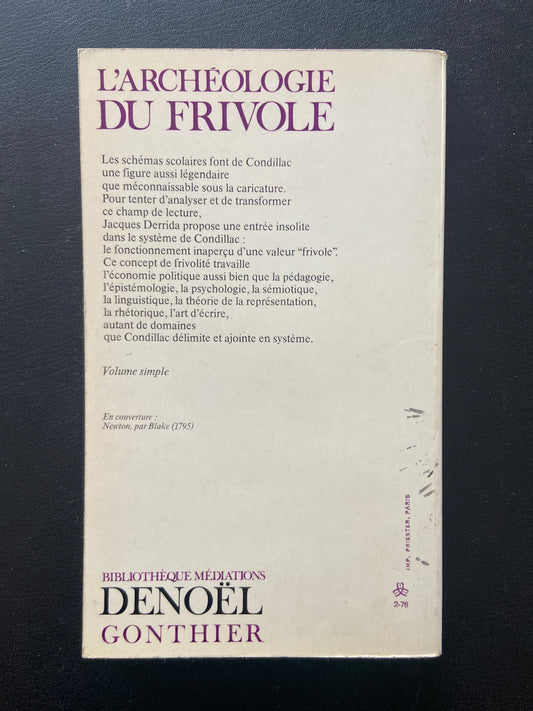 L'ARCHÉOLOGIE
DU FRIVOLE
Les schémas scolaires font de Condillac
une figure aussi légendaire
que méconnaissable sous la caricature.
Pour tenter d'analyser et de transformer
ce champ de lecture,
Jacques Derrida propose une entrée insolite
dans le système de Condillac :
le fonctionnement inaperçu d'une valeur "frivole".
Ce concept de frivolité travaille
l'économie politique aussi bien que la pédagogie,
l'épistémologie, la psychologie, la sémiotique,
la linguistique, la théorie de la représentation,
la rhétorique, l'art d'écrire,
autant de domaines
que Condillac délimite et ajointe en système.
Volume simple
En couverture :
Newton, par Blake (1795)
IMP. PRIESTER, PARIS
2-76
BIBLIOTHÈQUE MÉDIATIONS
DENOËL
GONTHIER